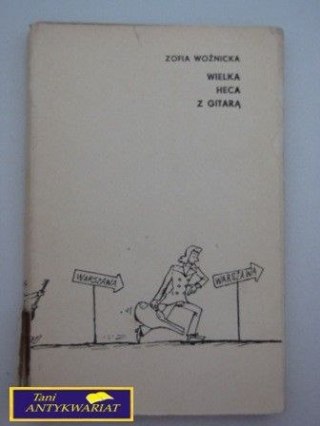 ZOFIA WOŹNICKA
WIELKA
HECA
Z GITARĄ
WARSZAWA
WARSZAWA
Tani
ANTYKWARIAT